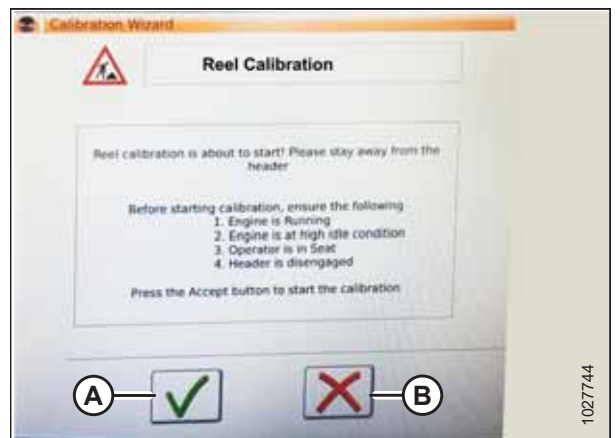 Calibration Wizard
Reel Calibration
Reel calibration is about to start! Please stay away from the
header
Before starting calibration, ensure the following
1. Engine is Running
2. Engine is at high idle condition
3. Operator is in Seat
4. Header is disengaged
Press the Accept button to start the calibration
A
B
1027744